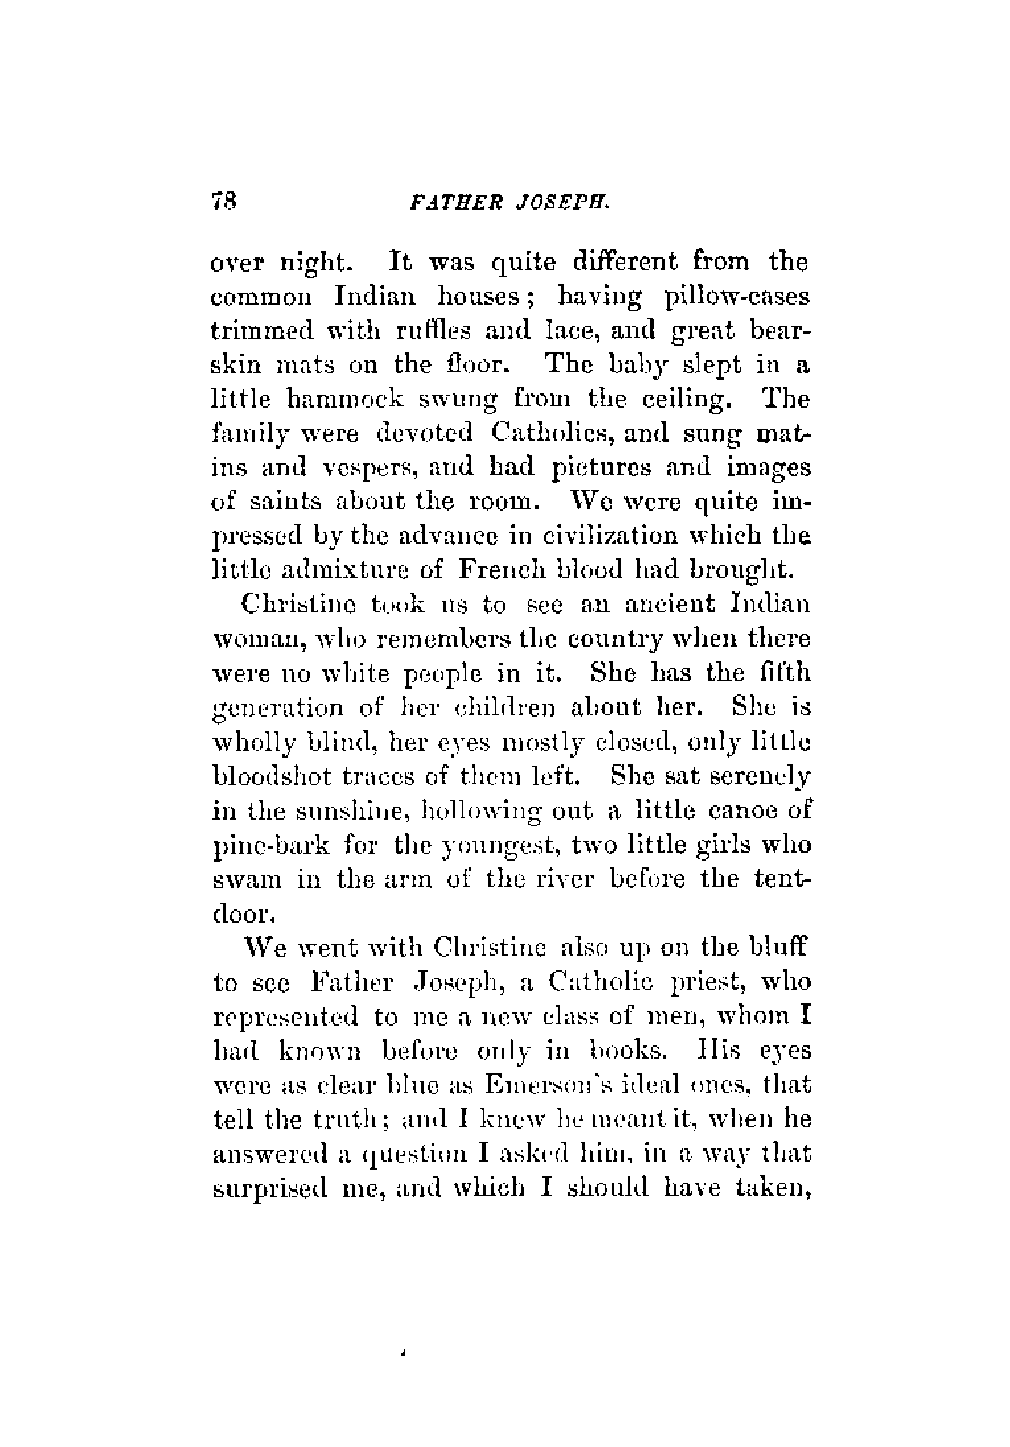 78 FATHER JOSEPH.
over night. It was quite different from the
common Indian houses; having pillow-cases
trimmed with ruffles and lace, and great bear-
skin mats on the floor. The baby slept in a
little hammock swung from the ceiling. The
family were devoted Catholics, and sung mat-
ins and vespers, and had pictures and images
of saints about the room. We were quite im-
pressed by the advance in civilization which the
little admixture of French blood had brought.
Christine took us to see an ancient Indian
woman, who remembers the country when there
were no white people in it. She has the fifth
generation of her children about her. She is
wholly blind, her eyes mostly closed, only little
bloodshot traces of them left. She sat serenely
in the sunshine, hollowing out a little canoe of
pine-bark for the youngest, two little girls who
swam in the arm of the river before the tent-
door.
We went with Christine also up on the bluff
to see Father Joseph, a Catholic priest, who
represented to me a new class of men, whom I
had known before only in books. His eyes
were as clear blue as Emerson's ideal ones, that
tell the truth; and I knew he meant it, when he
answered a question I asked him, in a way that
surprised me, and which I should have taken,